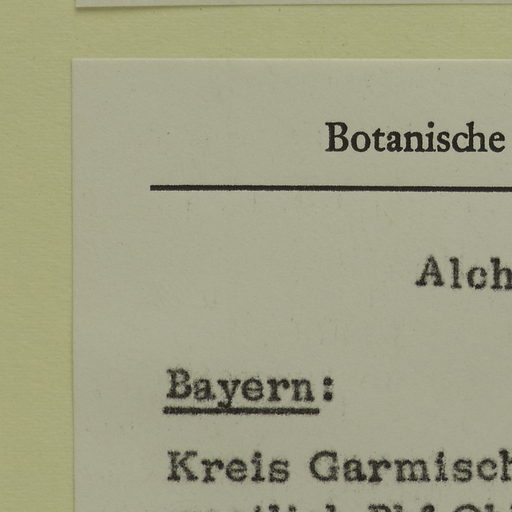 Botanische
Alch
Bayern:
Kreis Garmisch